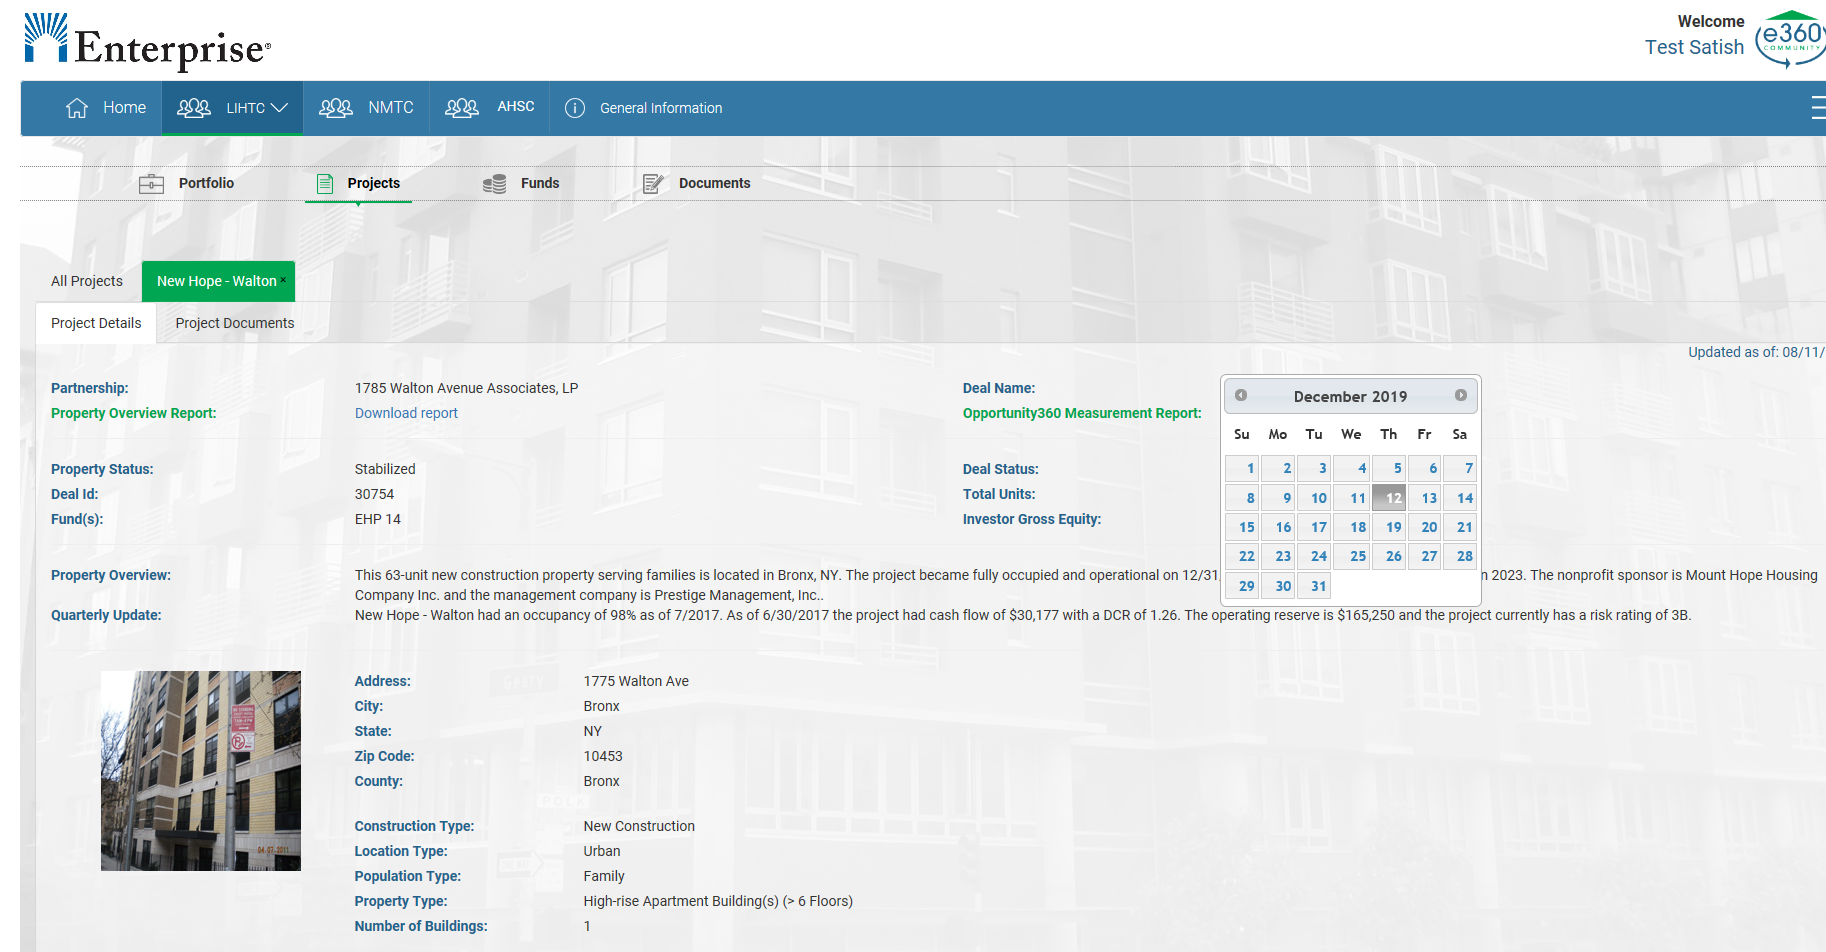 Enterprise®
Welcome
Test Satish
e360
COMMUNITY
Home
LIHTC
NMTC
AHSC
General Information
Portfolio
Projects
Funds
Documents
All Projects
New Hope - Walton ×
Project Details
Project Documents
Updated as of: 08/11/
Partnership: 1785 Walton Avenue Associates, LP
Deal Name:
Property Overview Report: Download report
Opportunity360 Measurement Report:
Property Status: Stabilized
Deal Status:
Deal Id: 30754
Total Units:
Fund(s): EHP 14
Investor Gross Equity:
December 2019
Su Mo Tu We Th Fr Sa
1 2 3 4 5 6 7
8 9 10 11 12 13 14
15 16 17 18 19 20 21
22 23 24 25 26 27 28
29 30 31
Property Overview: This 63-unit new construction property serving families is located in Bronx, NY. The project became fully occupied and operational on 12/31, n 2023. The nonprofit sponsor is Mount Hope Housing
Company Inc. and the management company is Prestige Management, Inc..
Quarterly Update: New Hope - Walton had an occupancy of 98% as of 7/2017. As of 6/30/2017 the project had cash flow of $30,177 with a DCR of 1.26. The operating reserve is $165,250 and the project currently has a risk rating of 3B.
Address: 1775 Walton Ave
City: Bronx
State: NY
Zip Code: 10453
County: Bronx
Construction Type: New Construction
Location Type: Urban
Population Type: Family
Property Type: High-rise Apartment Building(s) (> 6 Floors)
Number of Buildings: 1
04 07 2011